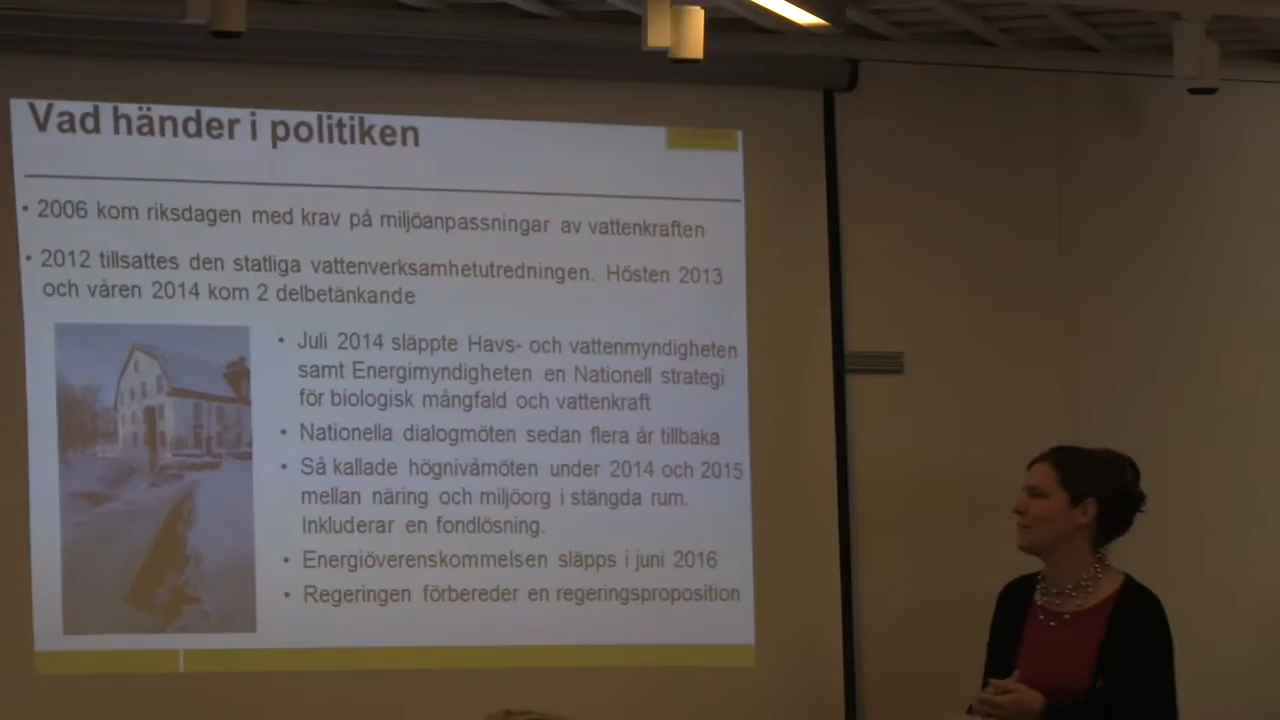 Vad händer i politiken
• 2006 kom riksdagen med krav på miljöanpassningar av vattenkraften
• 2012 tillsattes den statliga vattenverksamhetutredningen. Hösten 2013
och våren 2014 kom 2 delbetänkande
• Juli 2014 släppte Havs- och vattenmyndigheten
samt Energimyndigheten en Nationell strategi
för biologisk mångfald och vattenkraft
• Nationella dialogmöten sedan flera år tillbaka
• Så kallade högnivåmöten under 2014 och 2015
mellan näring och miljöorg i stängda rum.
Inkluderar en fondlösning.
• Energiöverenskommelsen släpps i juni 2016
• Regeringen förbereder en regeringsproposition